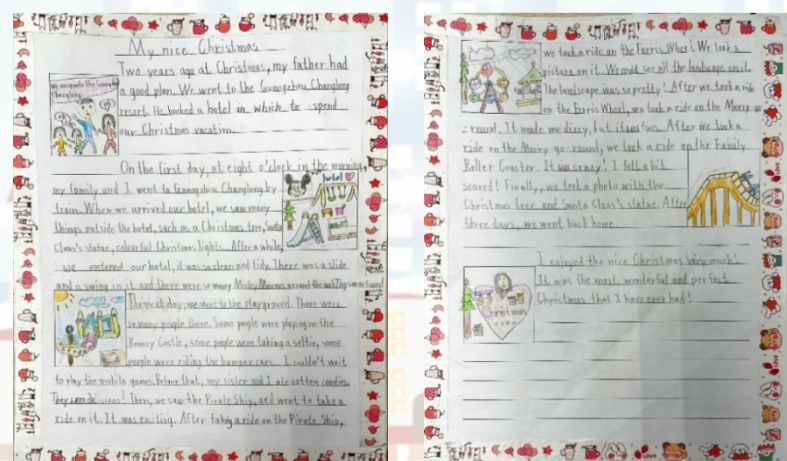 My nice Christmas
Two years ago at Christmas, my father had
a good plan. We went to the Guangzhou Changlong
resort. He booked a hotel in which to spend
our Christmas vacation.
On the first day, at eight o'clock in the morning,
my family and I went to Guangzhou Changlong by
train. When we arrived our hotel, we saw many
things outside the hotel, such as a Christmas tree, Santa
Claus's statue, colourful Christmas lights. After a while,
we entered our hotel, it was so clean and tidy. There was a slide
and a swing in it and there were so many Micky Mouses around the wall.
hotel
The next day, we went to the playground. There were
so many people there. Some people were playing on the
Bouncy Castle, some people were taking a selfie, some
people were riding the bumper cars. I couldn't wait
to play the mobile games. Before that, my sister and I ate cotton candies.
They were Then, we saw the Pirate Ship, and went to take a
ride on it. It was exciting. After taking a ride on the Pirate Ship,
we took a ride on the Ferris Wheel. We took a
picture on it. We could see all the landscape on it.
The landscape was so pretty! After we took a ride
on the Ferris Wheel, we took a ride on the Merry-go
-round. It made me dizzy, but it was fun. After we took a
ride on the Merry-go-round, we took a ride on the Family
Roller Coaster. It was crazy! I felt a bit
scared! Finally, we took a photo with the
Christmas tree and Santa Claus's statue. After
three days, we went back home.
I enjoyed the nice Christmas very much!
It was the most wonderful and perfect
Christmas that I have ever had!
Christmas